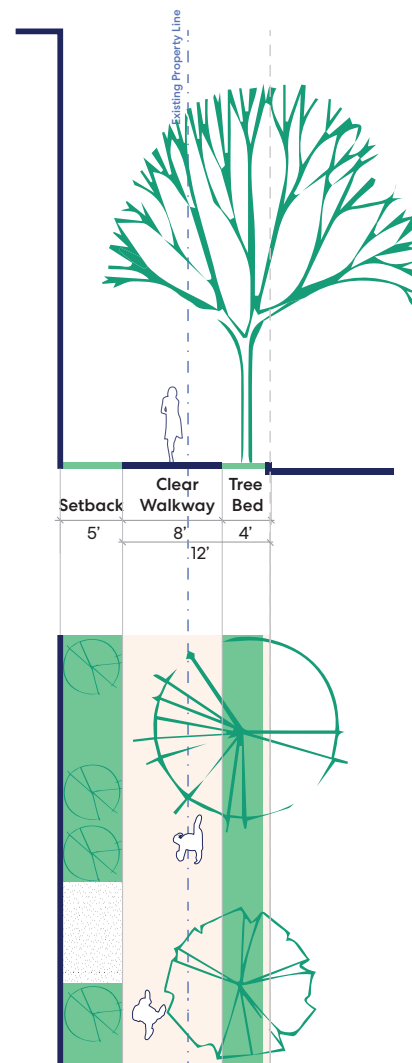 Existing Property Line
Setback
Clear
Walkway
Tree
Bed
5’
8’
4’
12’